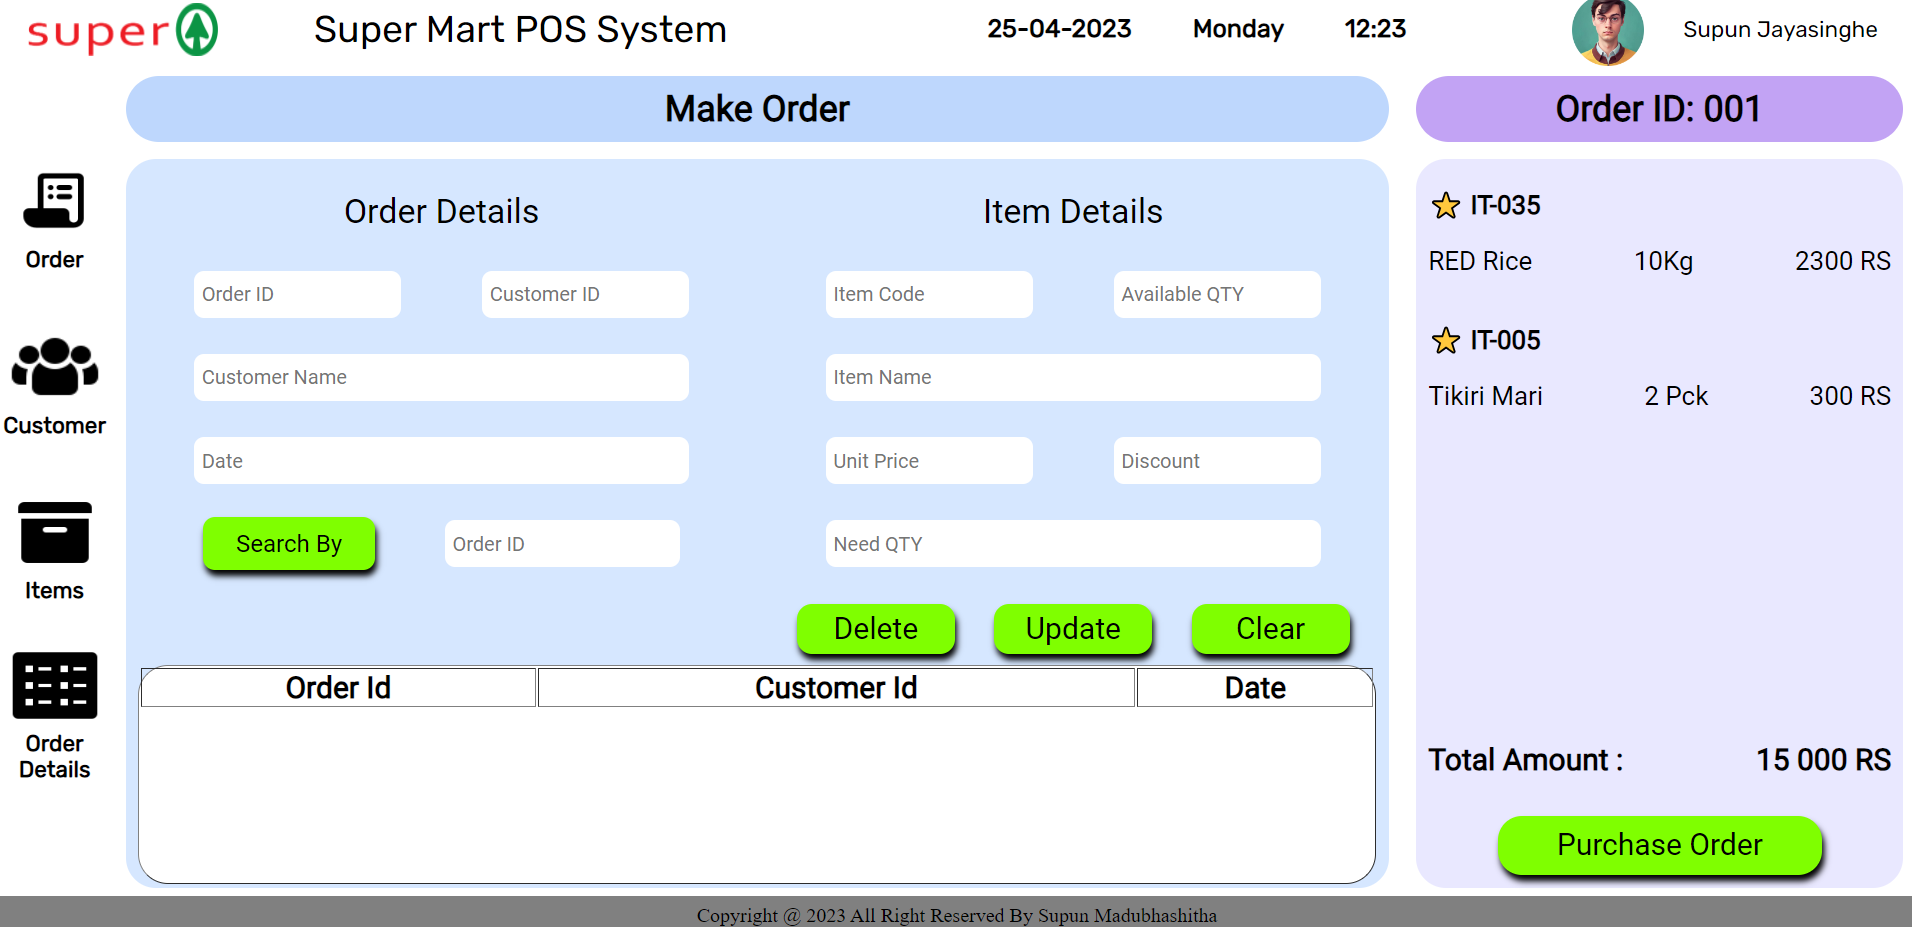 super
Super Mart POS System
25-04-2023 Monday 12:23
Supun Jayasinghe
Order
Customer
Items
Order
Details
Make Order
Order Details
Order ID Customer ID
Customer Name
Date
Search By Order ID
Item Details
Item Code Available QTY
Item Name
Unit Price Discount
Need QTY
Delete Update Clear
Order Id Customer Id Date
Order ID: 001
IT-035
RED Rice 10Kg 2300 RS
IT-005
Tikiri Mari 2 Pck 300 RS
Total Amount : 15 000 RS
Purchase Order
Copyright @ 2023 All Right Reserved By Supun Madubhashitha